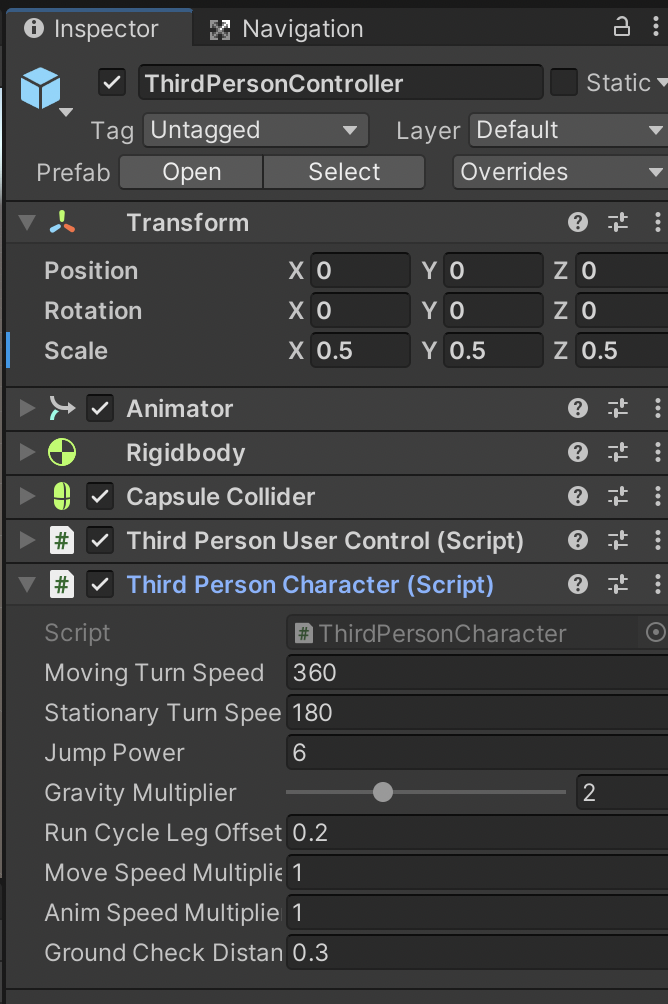 Inspector Navigation
ThirdPersonController Static
Tag Untagged Layer Default
Prefab Open Select Overrides
Transform
Position X 0 Y 0 Z 0
Rotation X 0 Y 0 Z 0
Scale X 0.5 Y 0.5 Z 0.5
Animator
Rigidbody
Capsule Collider
# Third Person User Control (Script)
# Third Person Character (Script)
Script # ThirdPersonCharacter
Moving Turn Speed 360
Stationary Turn Spee 180
Jump Power 6
Gravity Multiplier 2
Run Cycle Leg Offset 0.2
Move Speed Multiplie 1
Anim Speed Multiplie 1
Ground Check Distan 0.3